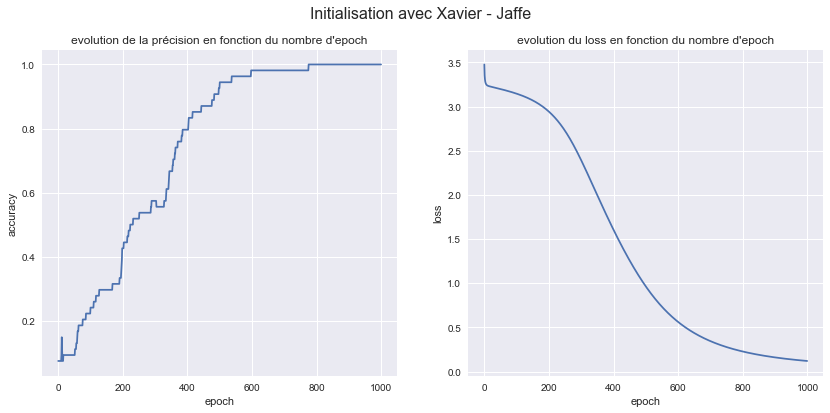 Initialisation avec Xavier - Jaffe
evolution de la précision en fonction du nombre d'epoch
1.0
0.8
0.6
0.4
0.2
accuracy
0 200 400 600 800 1000
epoch
evolution du loss en fonction du nombre d'epoch
3.5
3.0
2.5
2.0
1.5
1.0
0.5
0.0
loss
0 200 400 600 800 1000
epoch